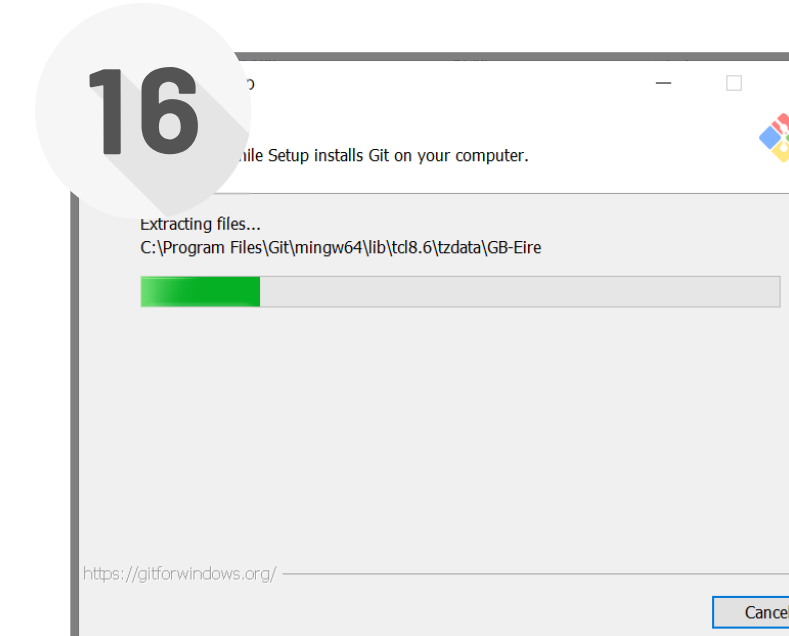 16
hile Setup installs Git on your computer.
Extracting files...
C:\Program Files\Git\mingw64\lib\tcl8.6\tzdata\GB-Eire
https://gitforwindows.org/
Cancel